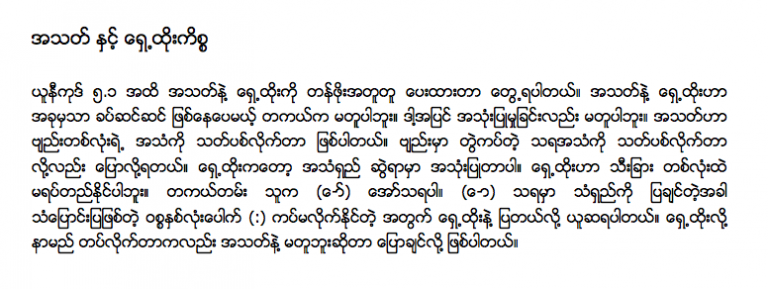 အသတ် နှင့် ရှေ့ထိုးကိစ္စ
ယူနီကုဒ် ၅.၁ အထိ အသတ်နဲ့ ရှေ့ထိုးကို တန်ဖိုးအတူတူ ပေးထားတာ တွေ့ရပါတယ်။ အသတ်နဲ့ ရှေ့ထိုးဟာ
အခုမှသာ ခပ်ဆင်ဆင် ဖြစ်နေပေမယ့် တကယ်က မတူပါဘူး။ ဒါ့အပြင် အသုံးပြုမှုခြင်းလည်း မတူပါဘူး။ အသတ်ဟာ
ဗျည်းတစ်လုံးရဲ့ အသံကို သတ်ပစ်လိုက်တာ ဖြစ်ပါတယ်။ ဗျည်းမှာ တွဲကပ်တဲ့ သရအသံကို သတ်ပစ်လိုက်တာ
လို့လည်း ပြောလို့ရတယ်။ ရှေ့ထိုးကတော့ အသံရှည် ဆွဲရာမှာ အသုံးပြုတာပါ။ ရှေ့ထိုးဟာ သီးခြား တစ်လုံးထဲ
မရပ်တည်နိုင်ပါဘူး။ တကယ်တမ်း သူက (ော်) အော်သရပါ။ (ော) သရမှာ သံရှည်ကို ပြချင်တဲ့အခါ
သံပြောင်းပြဖြစ်တဲ့ ဝစ္စနှစ်လုံးပေါက် (:) ကပ်မလိုက်နိုင်တဲ့ အတွက် ရှေ့ထိုးနဲ့ ပြတယ်လို့ ယူဆရပါတယ်။ ရှေ့ထိုးလို့
နာမည် တပ်လိုက်တာကလည်း အသတ်နဲ့ မတူဘူးဆိုတာ ပြောချင်လို့ ဖြစ်ပါတယ်။